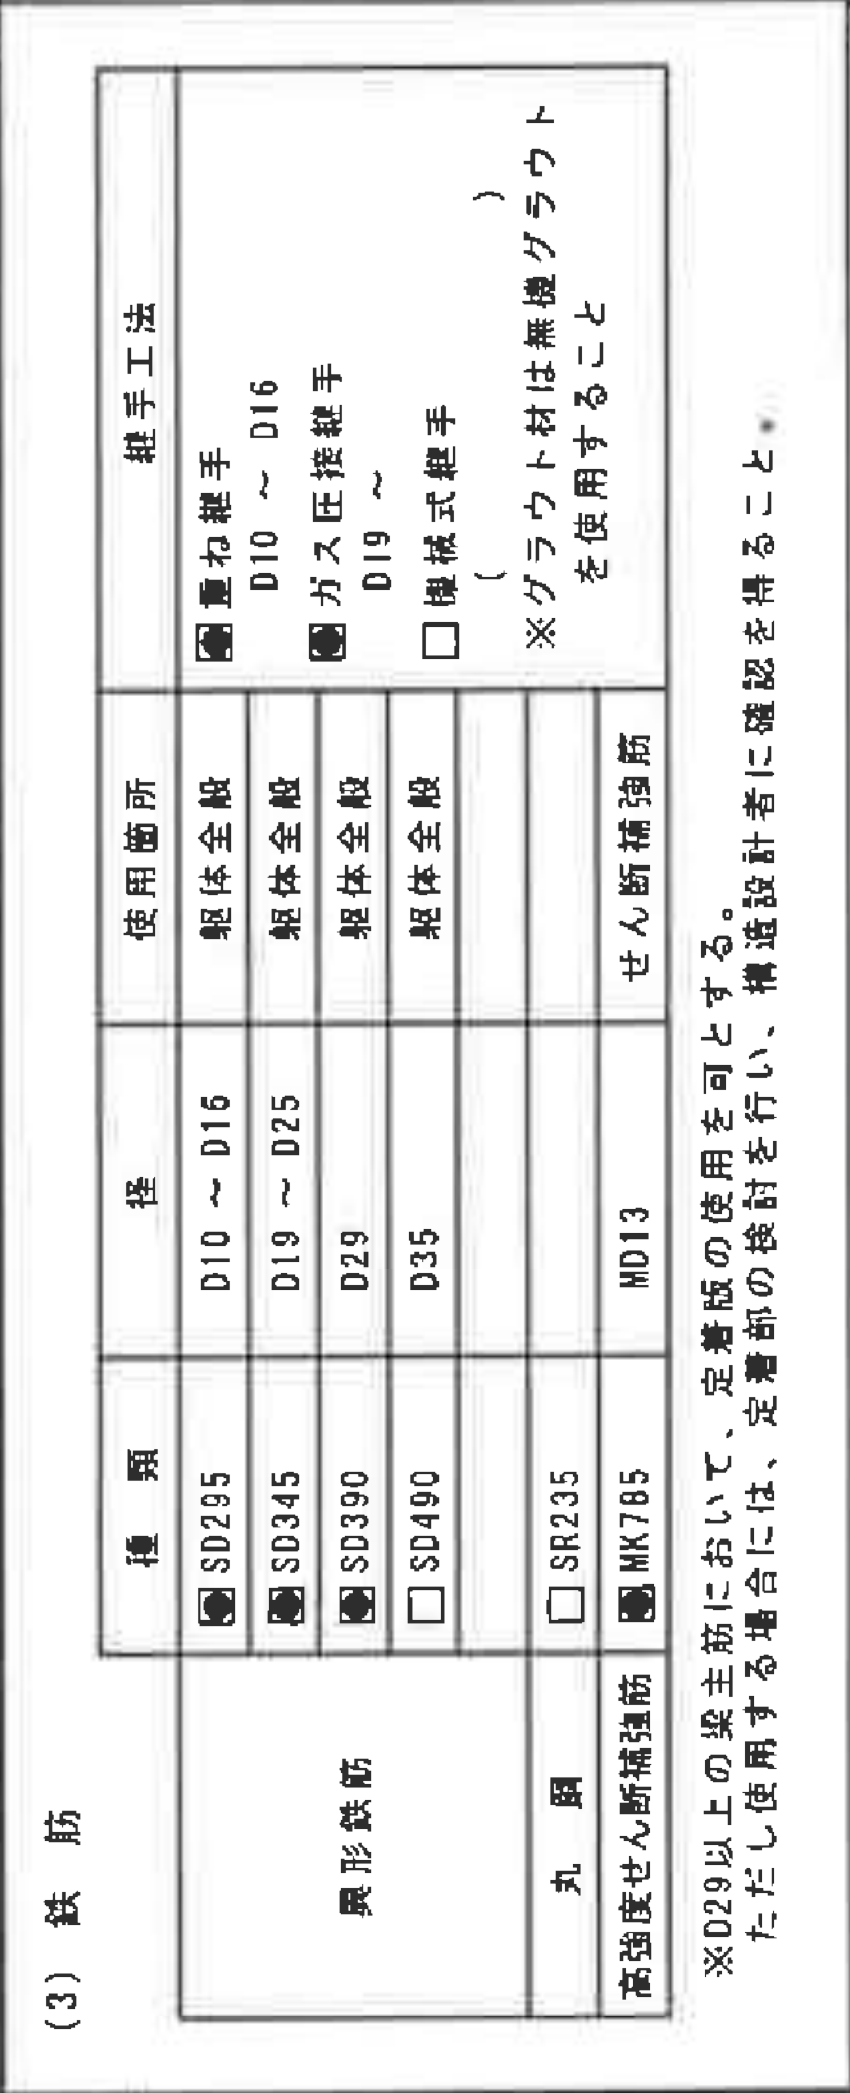 (3) 鉄 筋
種 類 径 使用箇所 継手工法
異形鉄筋
SD295 D10 ～ D16 躯体全般
SD345 D19 ～ D25 躯体全般
SD390 D29 躯体全般
SD490 D35 躯体全般
丸 鋼 SR235
高強度せん断補強筋 MK785 MD13 せん断補強筋
重ね継手
D10 ～ D16
ガス圧接継手
D19 ～
機械式継手
( )
※グラウト材は無機グラウト
を使用すること
※D29以上の梁主筋において、定着版の使用を可とする。
ただし使用する場合には、定着部の検討を行い、構造設計者に確認を得ること.